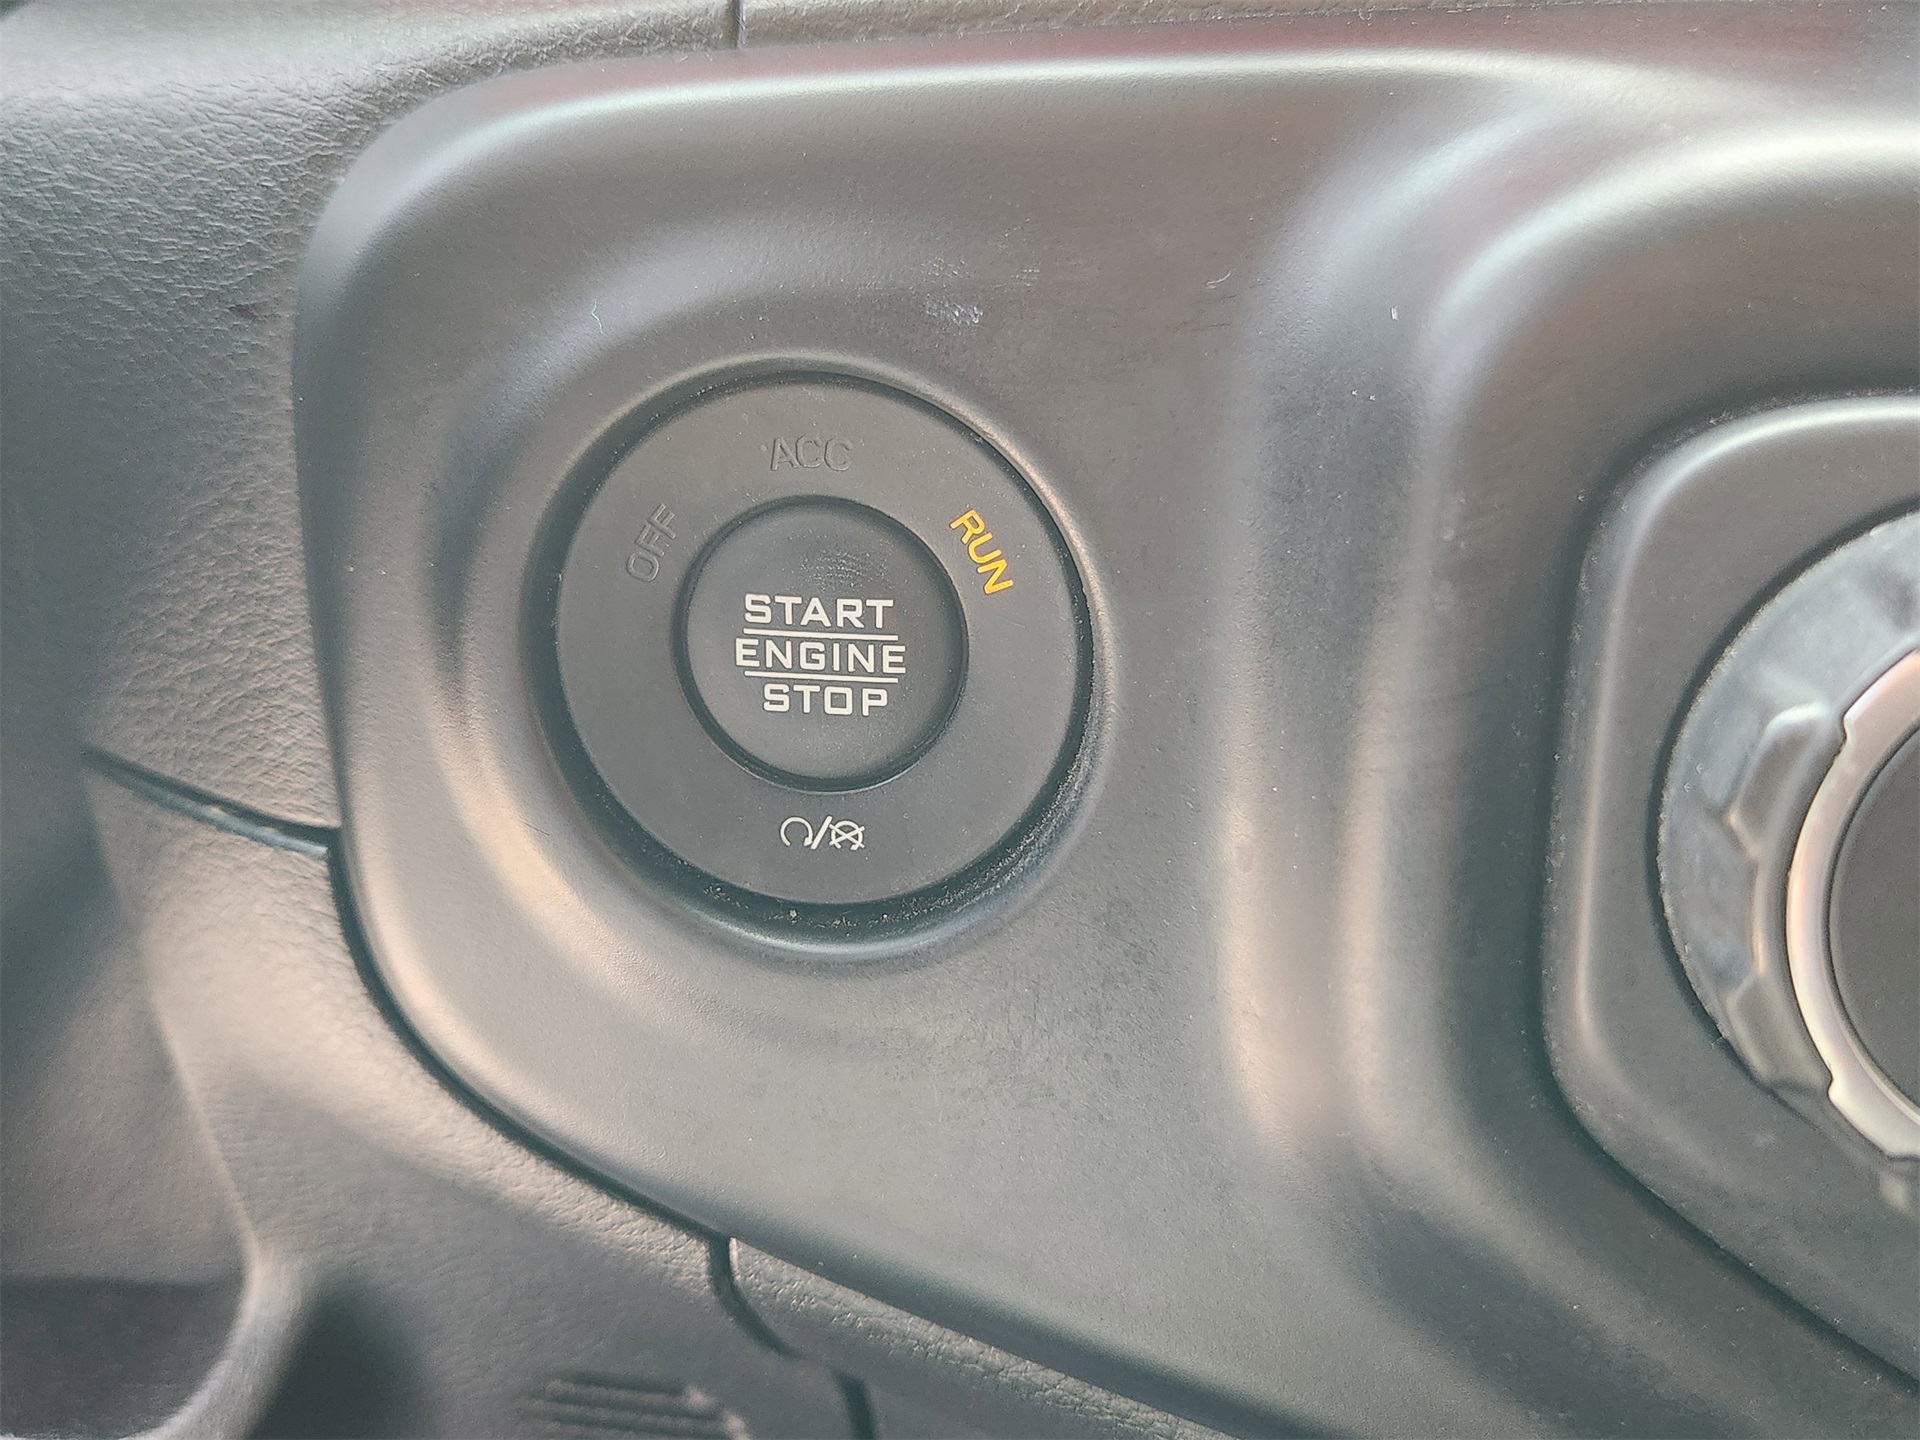 ACC
OFF
RUN
START
ENGINE
STOP